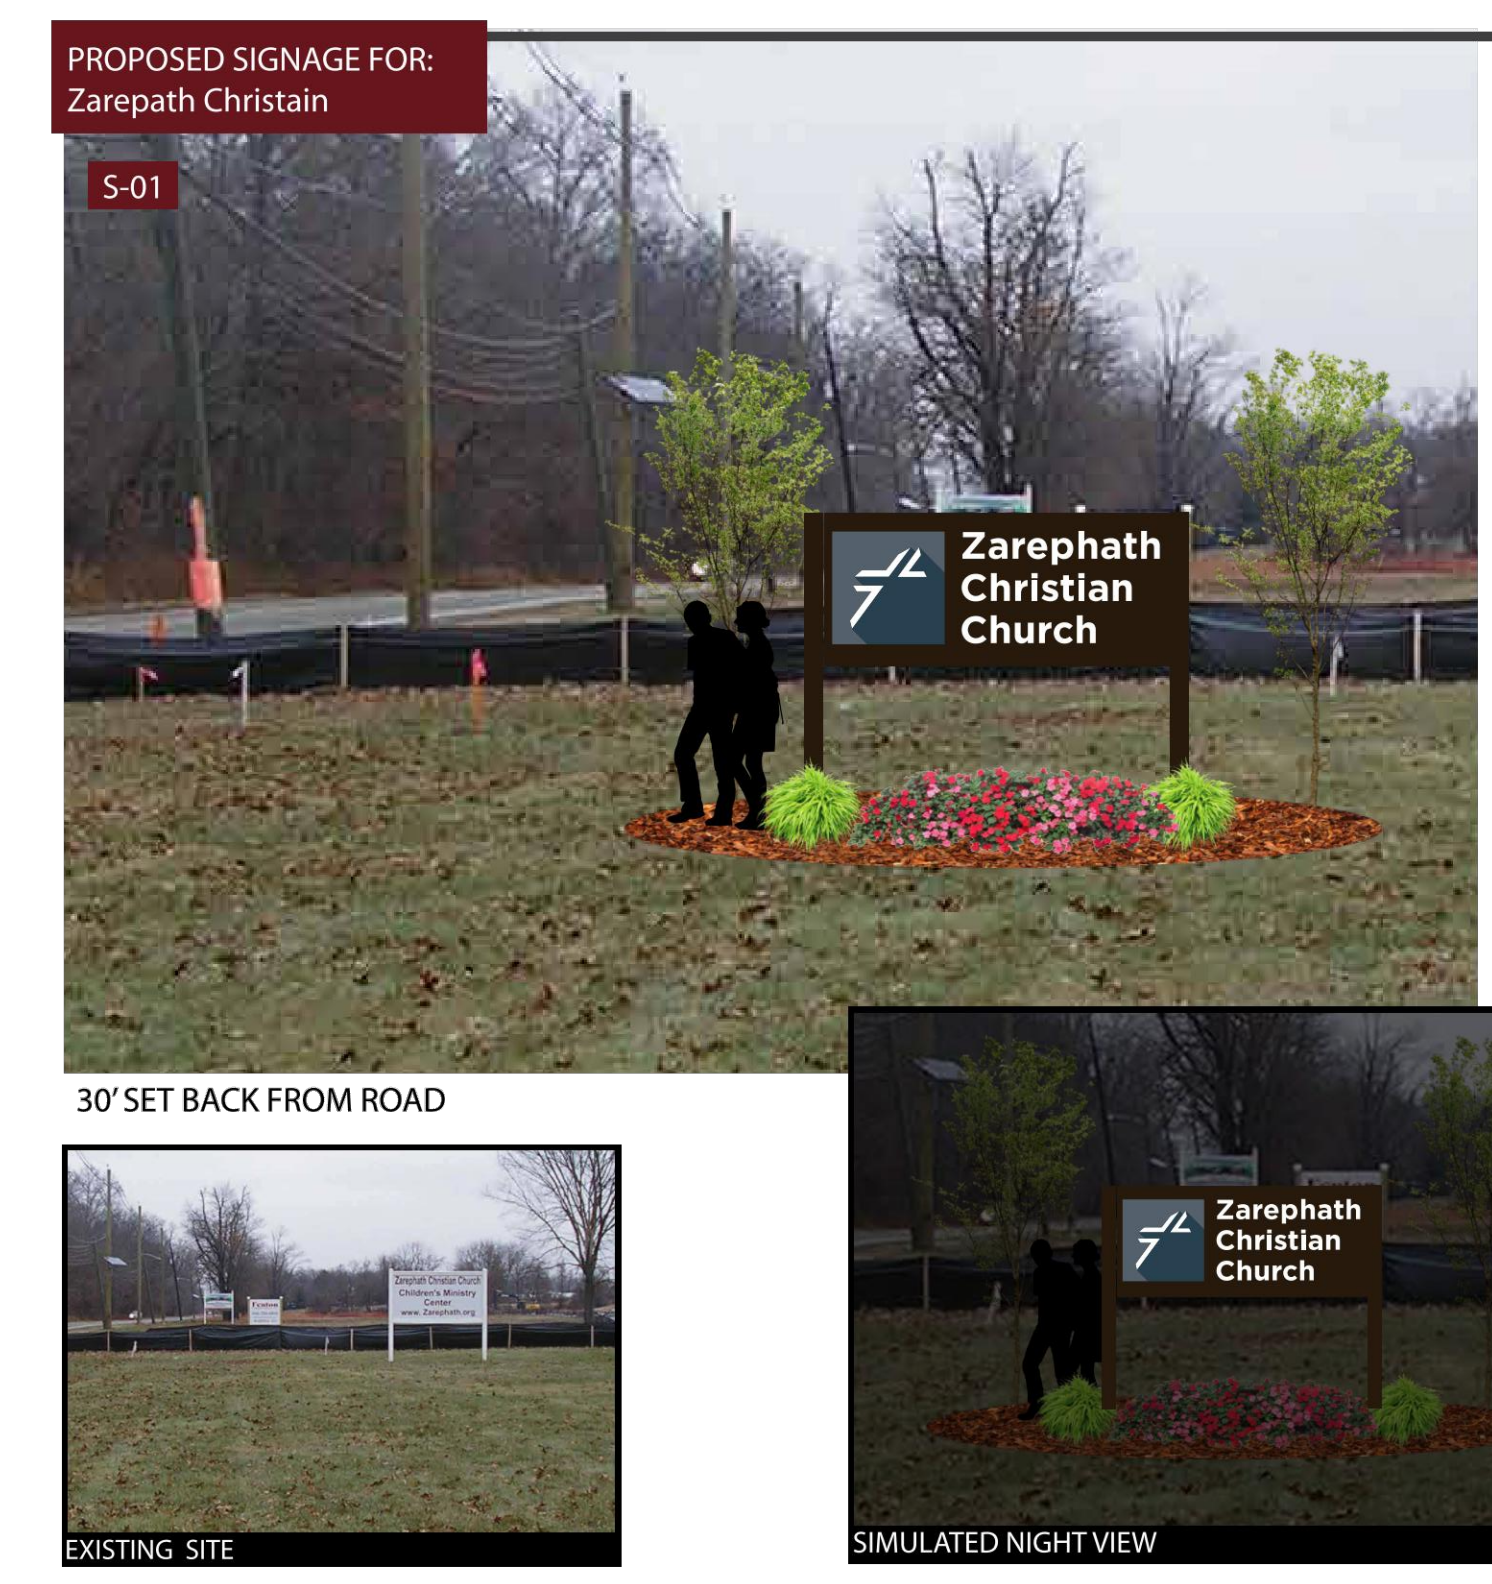 PROPOSED SIGNAGE FOR:
Zarepath Christain
S-01
Zarephath
Christian
Church
30' SET BACK FROM ROAD
Zarephath Christian Church
Children's Ministry
Center
www. Zarephath.org
EXISTING SITE
Zarephath
Christian
Church
SIMULATED NIGHT VIEW